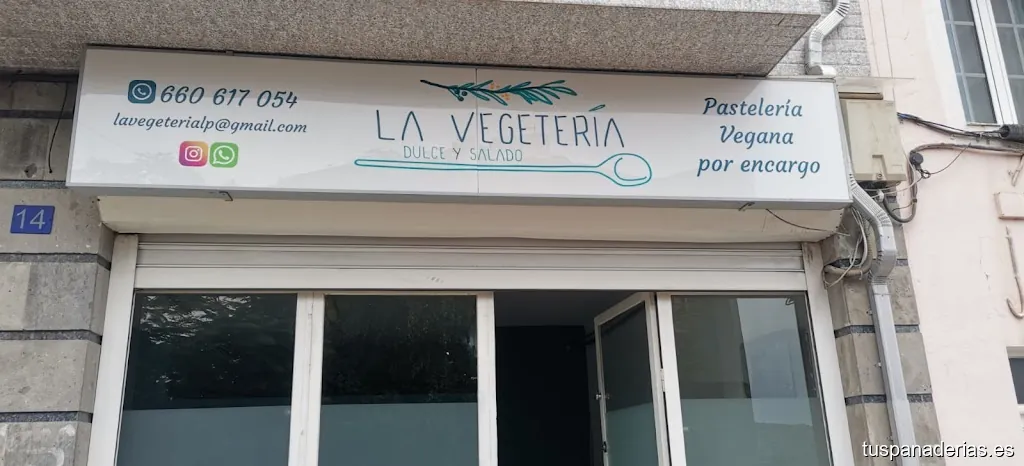 660 617 054
lavegeterialp@gmail.com
LA VEGETERÍA
DULCE Y SALADO
Pastelería
Vegana
por encargo
14
tuspanaderias.es